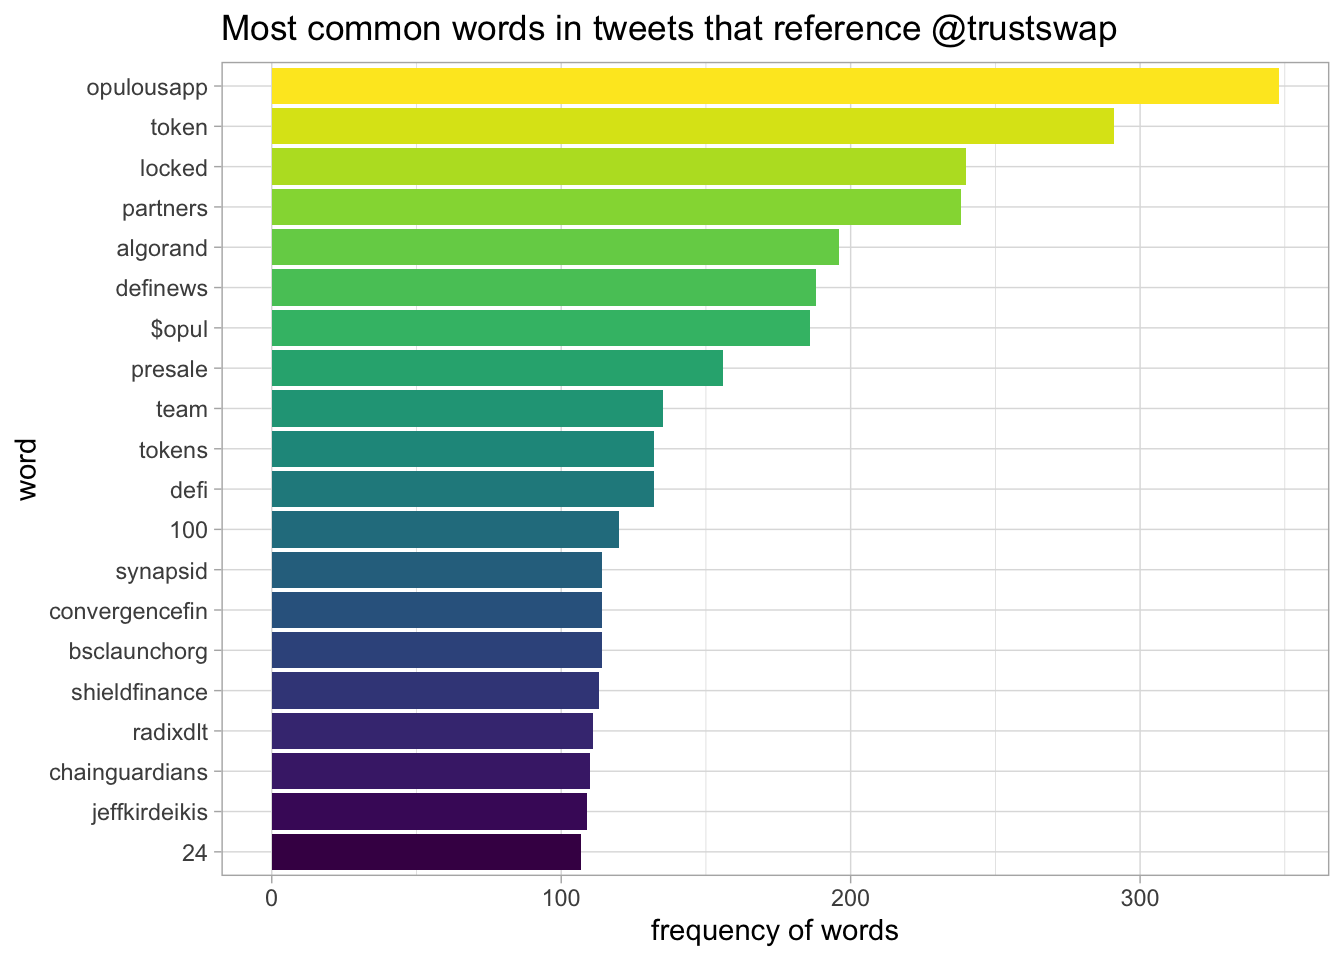 Most common words in tweets that reference @trustswap
opulousapp
token
locked
partners
algorand
definews
$opul
presale
team
tokens
defi
100
synapsid
convergencefin
bsclaunchorg
shieldfinance
radixdlt
chainguardians
jeffkirdeikis
24
word
0 100 200 300
frequency of words